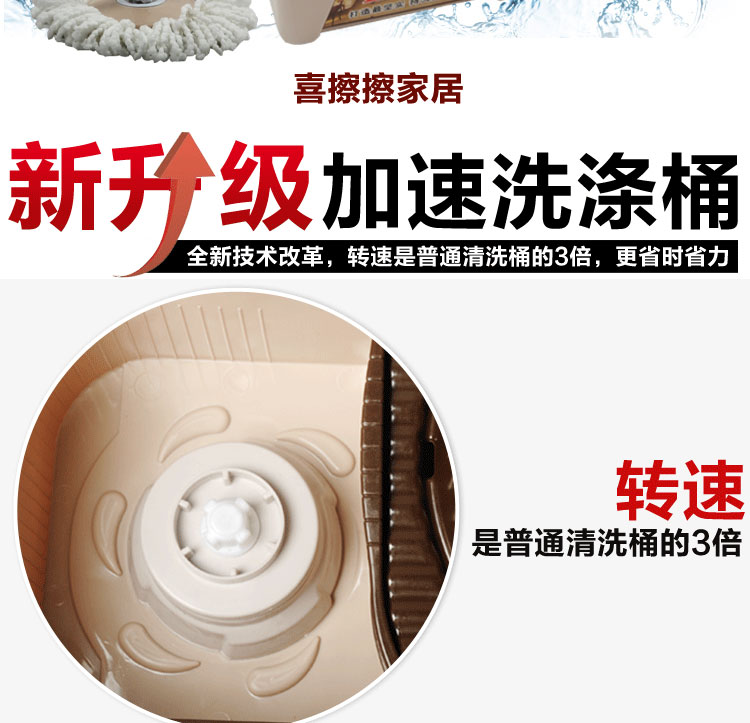 喜擦擦家居
新升级加速洗涤桶
全新技术改革，转速是普通清洗桶的3倍，更省时省力
转速
是普通清洗桶的3倍